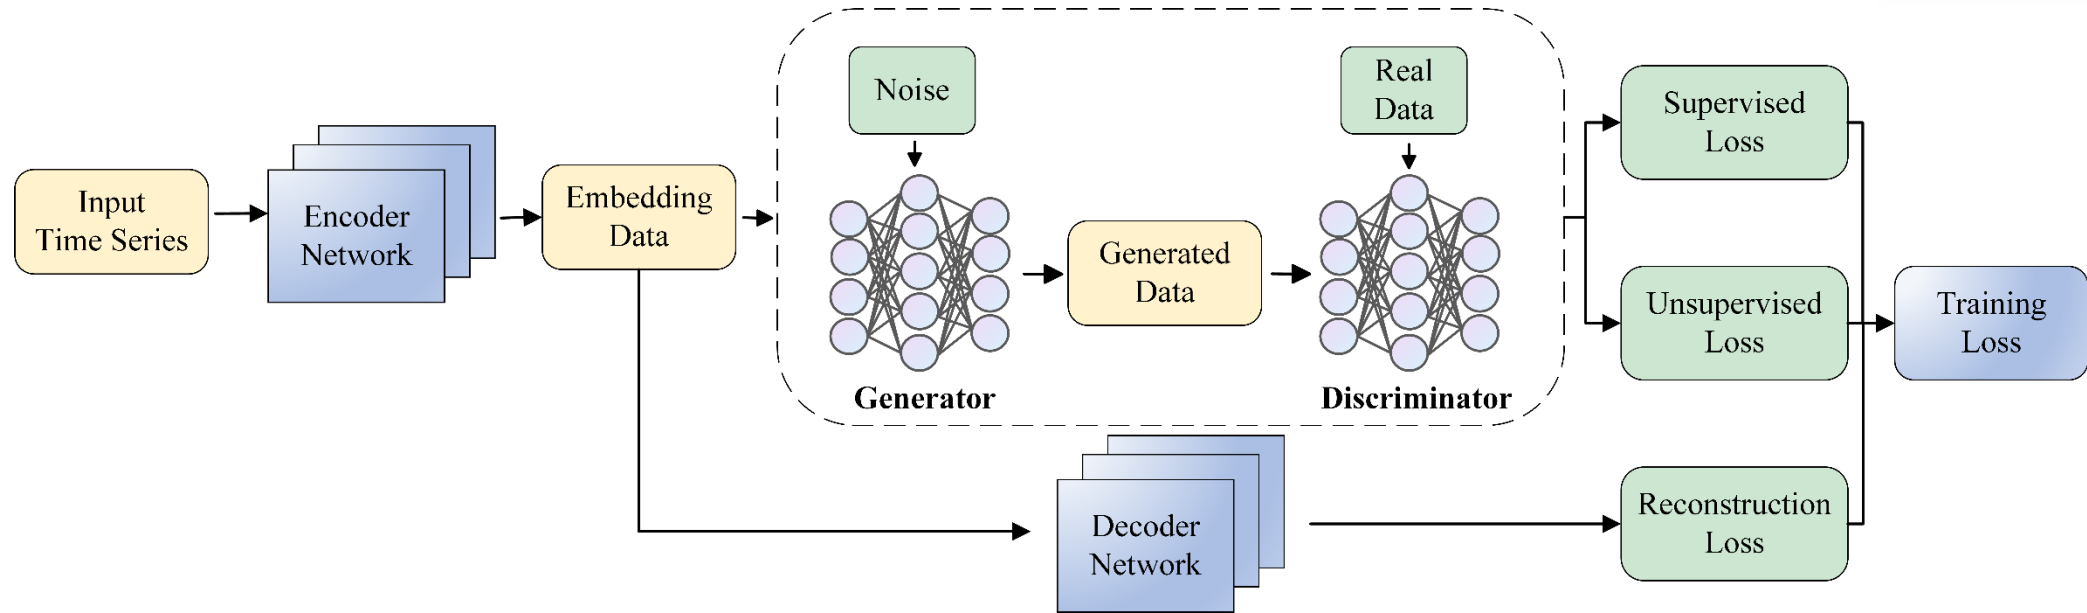 Input
Time Series
Encoder
Network
Embedding
Data
Noise
Real
Data
Generated
Data
Generator
Discriminator
Supervised
Loss
Unsupervised
Loss
Training
Loss
Decoder
Network
Reconstruction
Loss